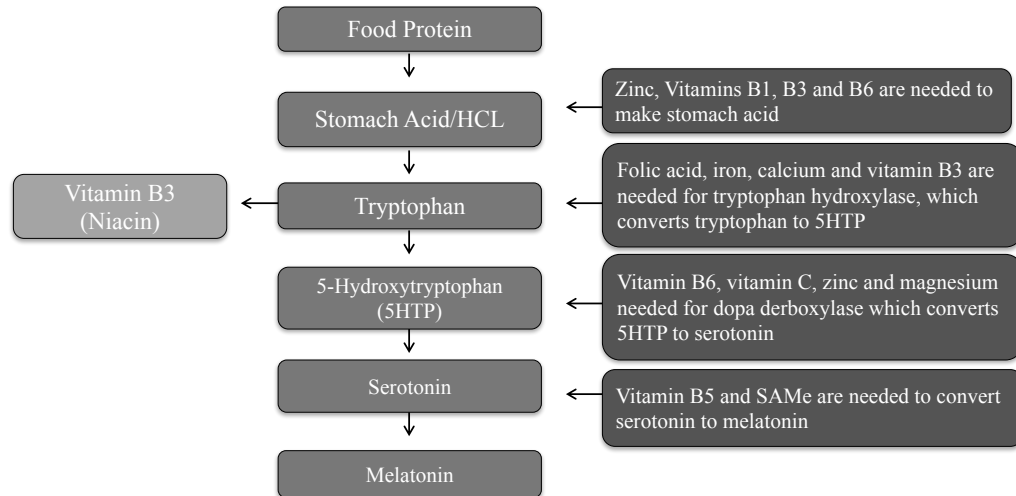 Food Protein
Stomach Acid/HCL
Zinc, Vitamins B1, B3 and B6 are needed to
make stomach acid
Vitamin B3
(Niacin)
Tryptophan
Folic acid, iron, calcium and vitamin B3 are
needed for tryptophan hydroxylase, which
converts tryptophan to 5HTP
5-Hydroxytryptophan
(5HTP)
Vitamin B6, vitamin C, zinc and magnesium
needed for dopa derboxylase which converts
5HTP to serotonin
Serotonin
Vitamin B5 and SAMe are needed to convert
serotonin to melatonin
Melatonin